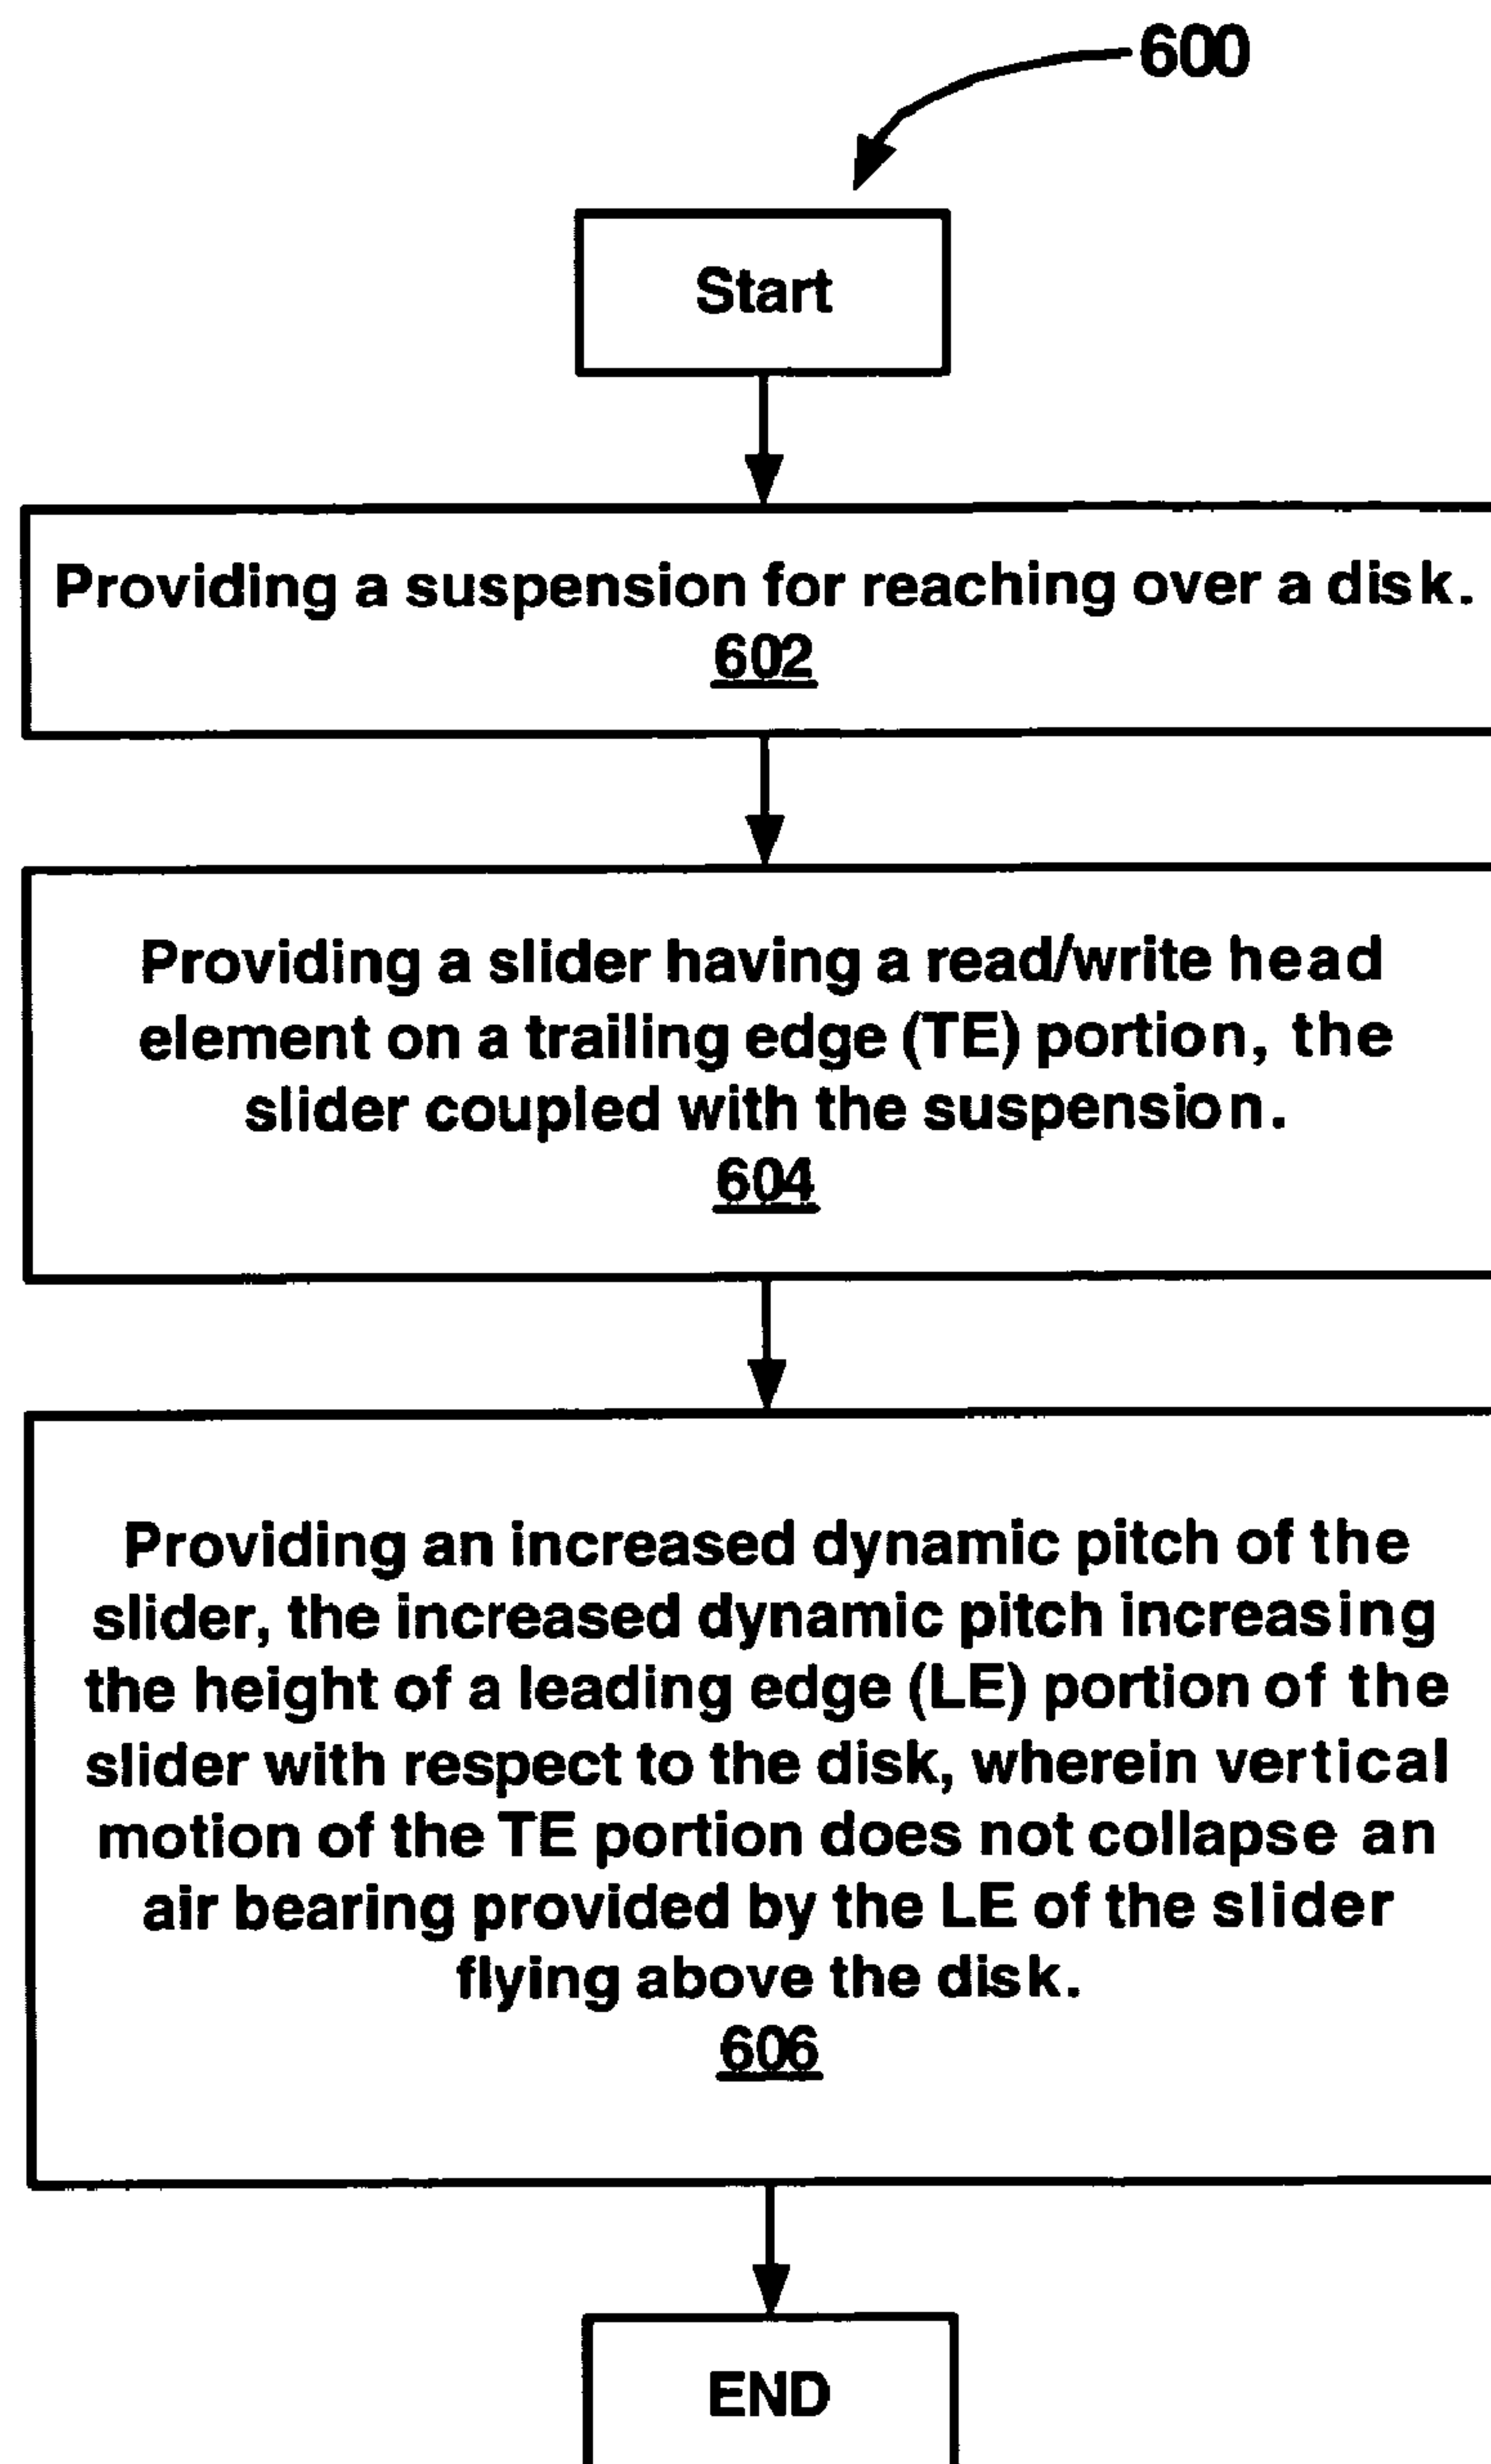 600
Start
Providing a suspension for reaching over a disk.
602
Providing a slider having a read/write head
element on a trailing edge (TE) portion, the
slider coupled with the suspension.
604
Providing an increased dynamic pitch of the
slider, the increased dynamic pitch increasing
the height of a leading edge (LE) portion of the
slider with respect to the disk, wherein vertical
motion of the TE portion does not collapse an
air bearing provided by the LE of the slider
flying above the disk.
606
END